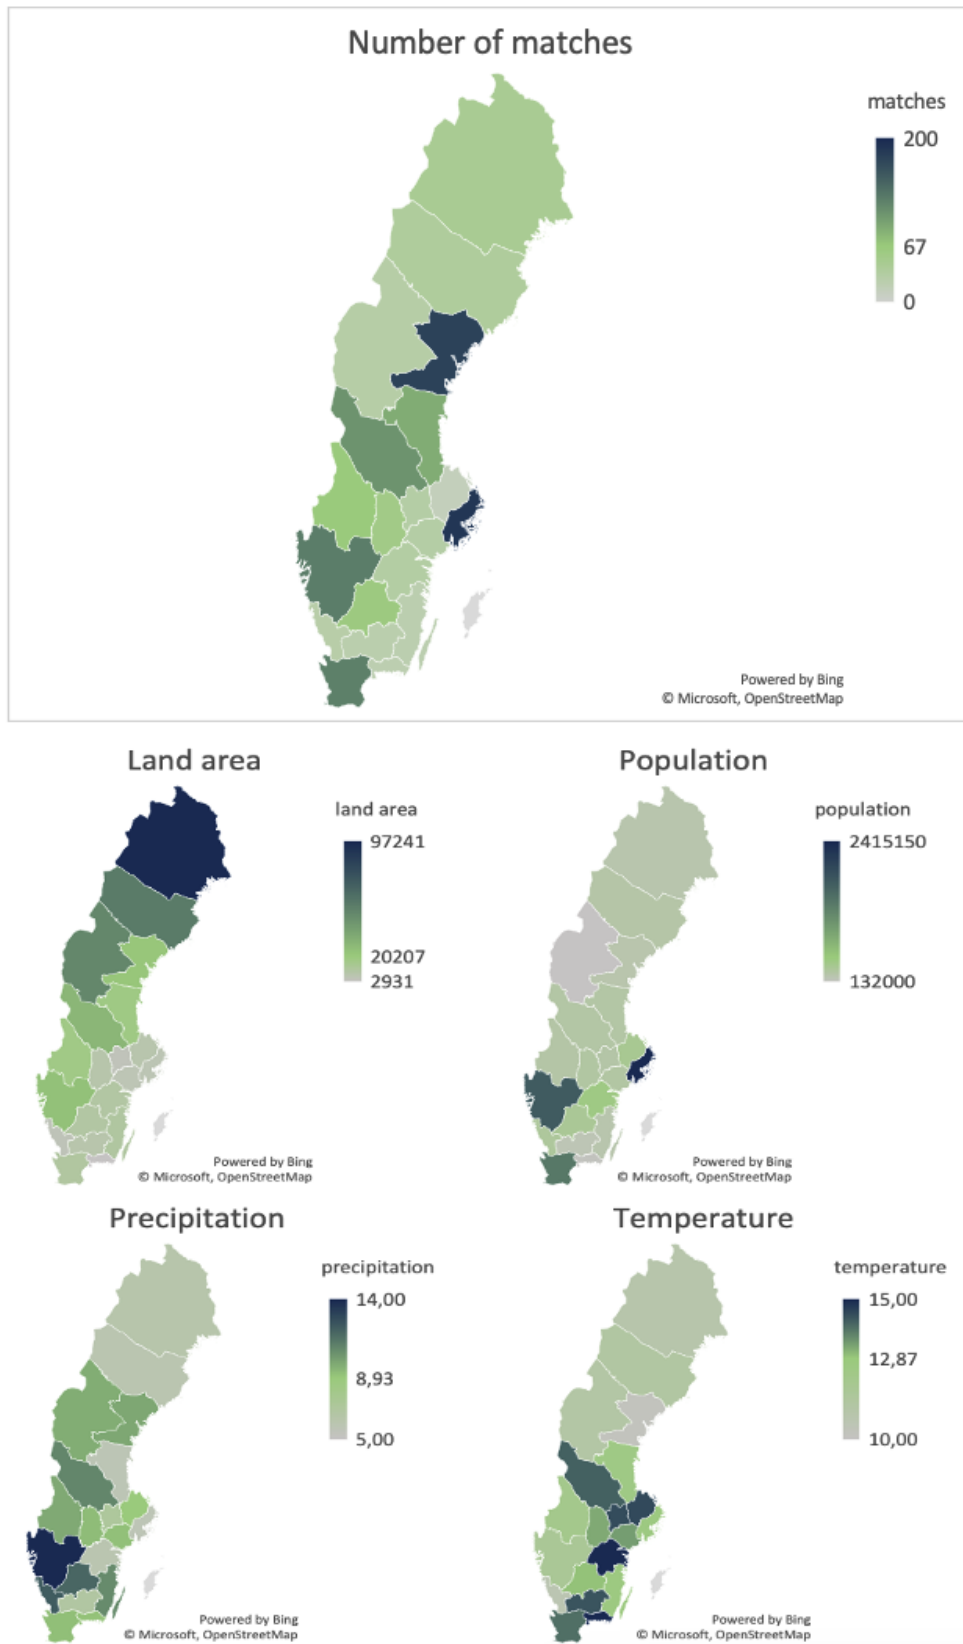 Number of matches
matches
200
67
0
Powered by Bing
© Microsoft, OpenStreetMap
Land area
land area
97241
20207
2931
Powered by Bing
© Microsoft, OpenStreetMap
Population
population
2415150
132000
Powered by Bing
© Microsoft, OpenStreetMap
Precipitation
precipitation
14,00
8,93
5,00
Powered by Bing
© Microsoft, OpenStreetMap
Temperature
temperature
15,00
12,87
10,00
Powered by Bing
© Microsoft, OpenStreetMap